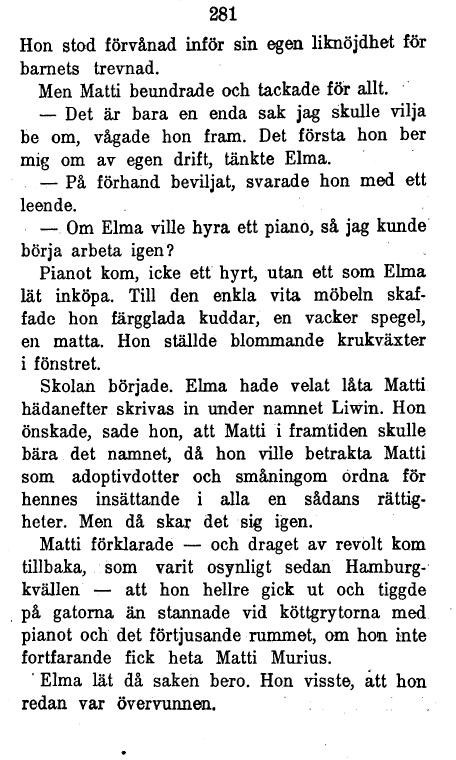 281
Hon stod förvånad inför sin egen liknöjdhet för
barnets trevnad.
Men Matti beundrade och tackade för allt.
— Det är bara en enda sak jag skulle vilja
be om, vågade hon fram. Det första hon ber
mig om av egen drift, tänkte Elma.
— På förhand beviljat, svarade hon med ett
leende.
— Om Elma ville hyra ett piano, så jag kunde
börja arbeta igen?
Pianot kom, icke ett hyrt, utan ett som Elma
lät inköpa. Till den enkla vita möbeln skaf-
fade hon färgglada kuddar, en vacker spegel,
en matta. Hon ställde blommande krukväxter
i fönstret.
Skolan började. Elma hade velat låta Matti
hädanefter skrivas in under namnet Liwin. Hon
önskade, sade hon, att Matti i framtiden skulle
bära det namnet, då hon ville betrakta Matti
som adoptivdotter och småningom ordna för
hennes insättande i alla en sådans rättig-
heter. Men då skar det sig igen.
Matti förklarade — och draget av revolt kom
tillbaka, som varit osynligt sedan Hamburg-
kvällen — att hon hellre gick ut och tiggde
på gatorna än stannade vid köttgrytorna med
pianot och det förtjusande rummet, om hon inte
fortfarande fick heta Matti Murius.
Elma lät då saken bero. Hon visste, att hon
redan var övervunnen.